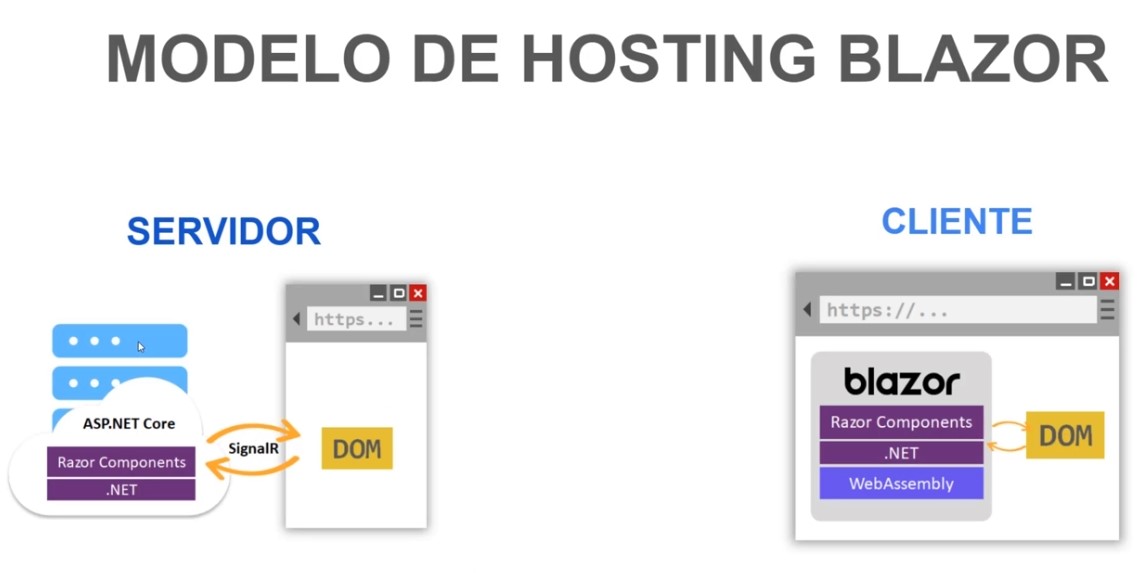 MODELO DE HOSTING BLAZOR
SERVIDOR
https...
ASP.NET Core
Razor Components
.NET
SignalR
DOM
CLIENTE
https://...
blazor
Razor Components
.NET
WebAssembly
DOM